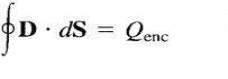 ∮D · dS = Q_enc